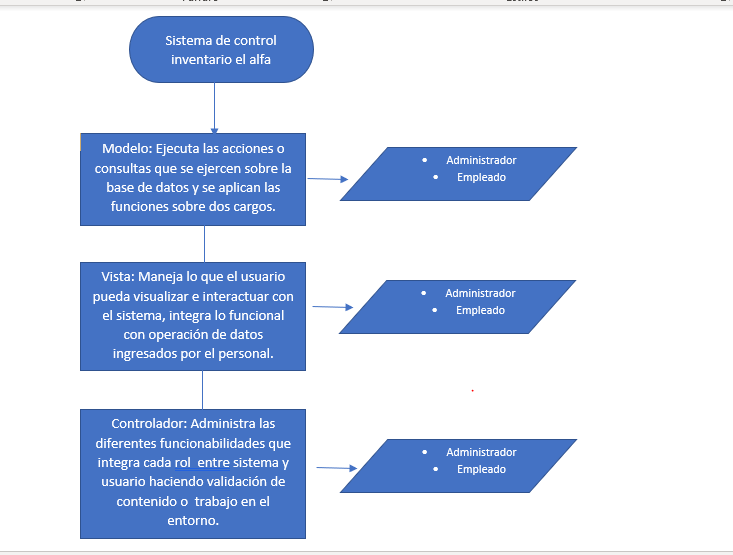 Sistema de control
inventario el alfa
Modelo: Ejecuta las acciones o
consultas que se ejercen sobre la
base de datos y se aplican las
funciones sobre dos cargos.
• Administrador
• Empleado
Vista: Maneja lo que el usuario
pueda visualizar e interactuar con
el sistema, integra lo funcional
con operación de datos
ingresados por el personal.
• Administrador
• Empleado
Controlador: Administra las
diferentes funcionabilidades que
integra cada rol  entre sistema y
usuario haciendo validación de
contenido o  trabajo en el
entorno.
• Administrador
• Empleado